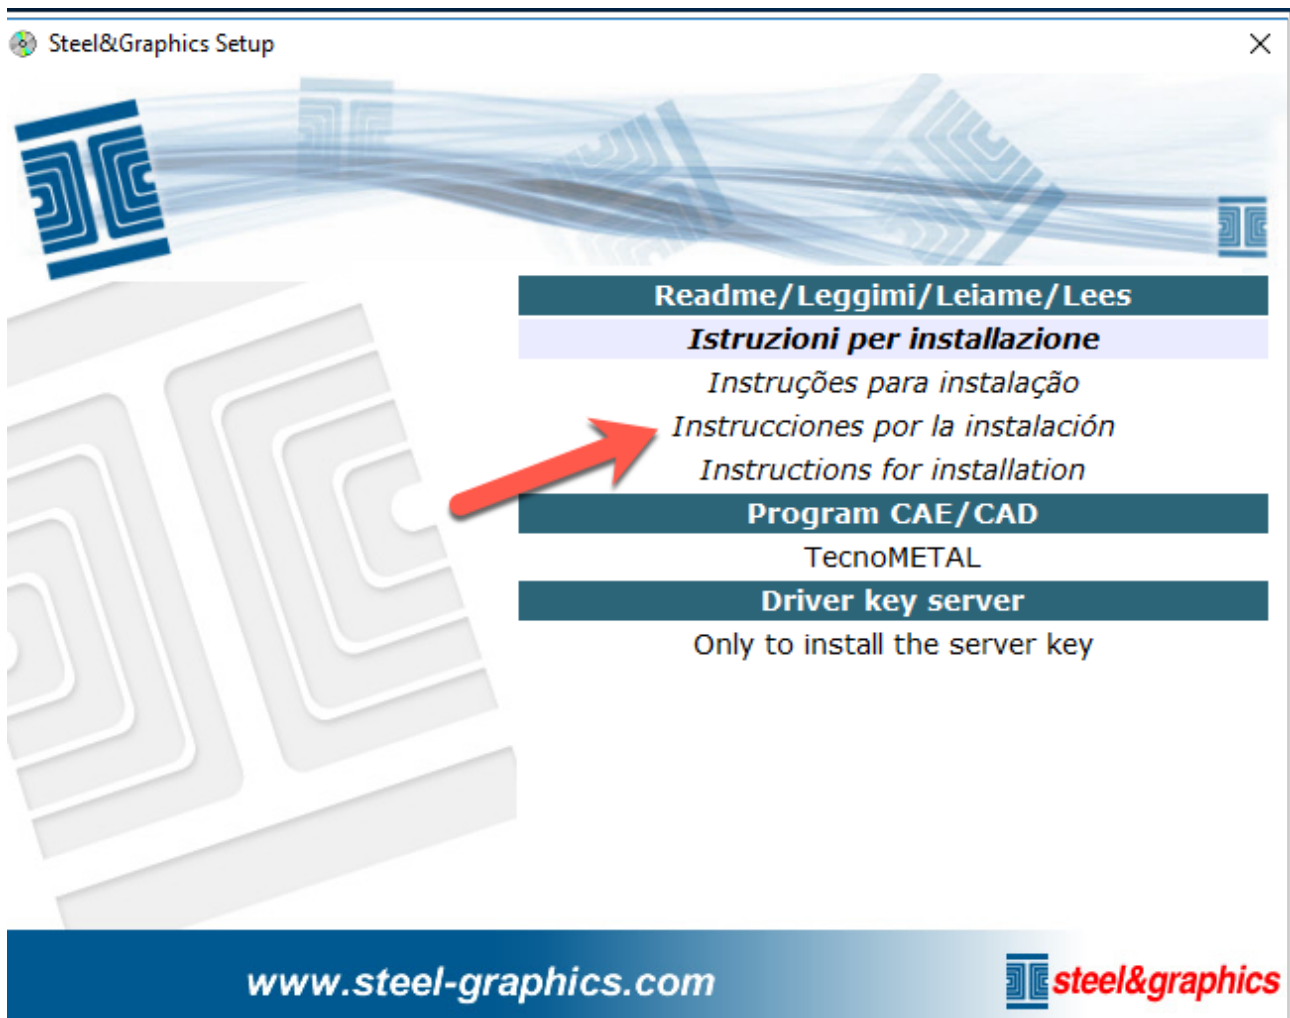 Steel&Graphics Setup
Readme/Leggimi/Leiame/Lees
Istruzioni per installazione
Instruções para instalação
Instrucciones por la instalación
Instructions for installation
Program CAE/CAD
TecnoMETAL
Driver key server
Only to install the server key
www.steel-graphics.com
steel&graphics